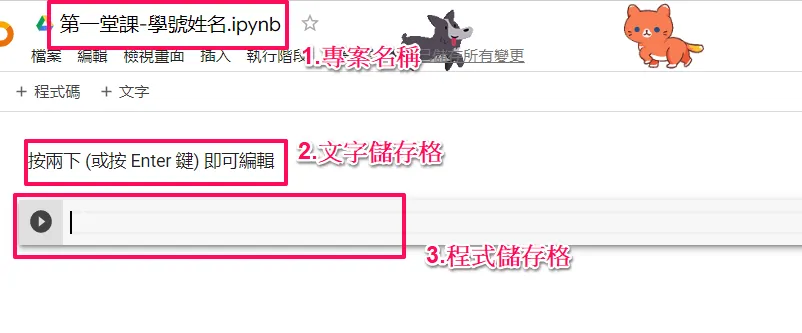 第一堂課-學號姓名.ipynb
檔案 編輯 檢視畫面 插入 執行階段 儲存所有變更
1.專案名稱
+ 程式碼 + 文字
按兩下 (或按 Enter 鍵) 即可編輯
2.文字儲存格
3.程式儲存格